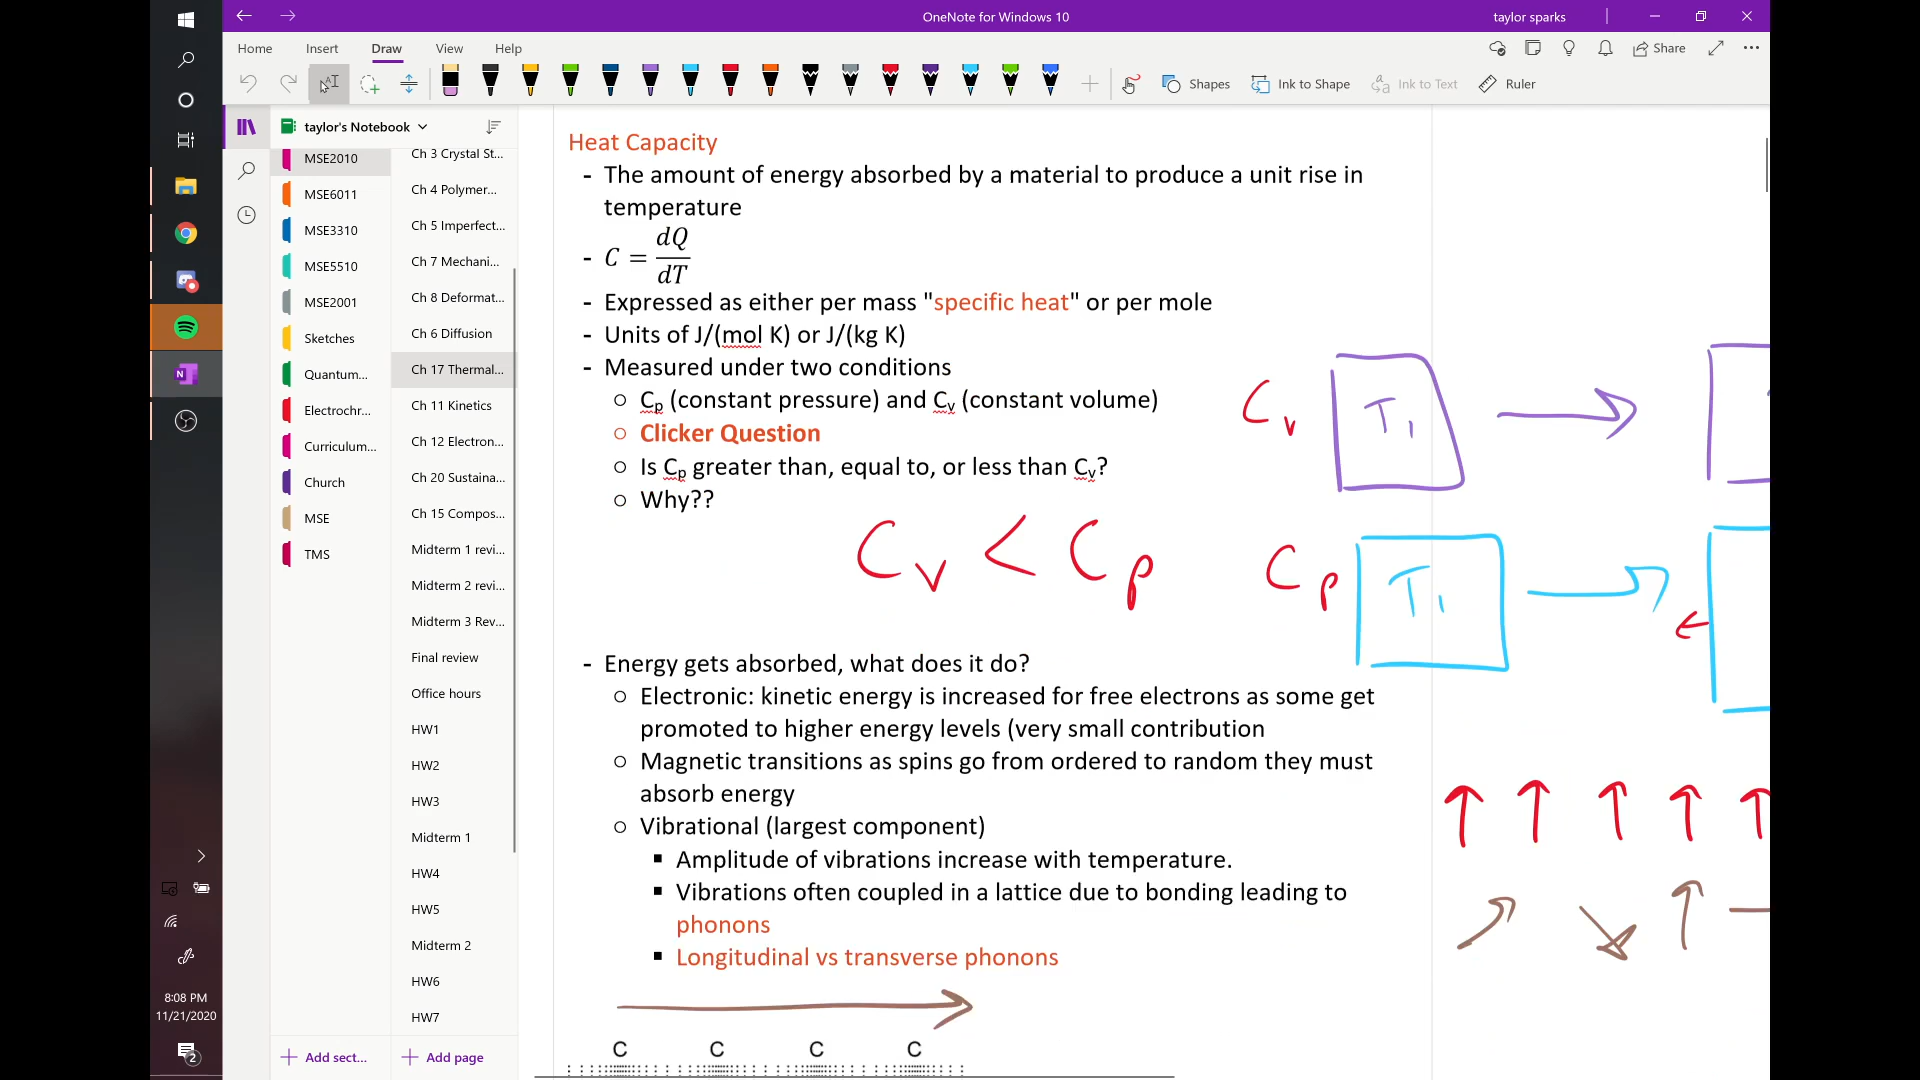 OneNote for Windows 10
taylor sparks
Home Insert Draw View Help
Share
Shapes Ink to Shape Ink to Text Ruler
taylor's Notebook
MSE2010
MSE6011
MSE3310
MSE5510
MSE2001
Sketches
Quantum...
Electrochr...
Curriculum...
Church
MSE
TMS
Add sect...
Ch 3 Crystal St...
Ch 4 Polymer...
Ch 5 Imperfect...
Ch 7 Mechani...
Ch 8 Deformat...
Ch 6 Diffusion
Ch 17 Thermal...
Ch 11 Kinetics
Ch 12 Electron...
Ch 20 Sustaina...
Ch 15 Compos...
Midterm 1 revi...
Midterm 2 revi...
Midterm 3 Rev...
Final review
Office hours
HW1
HW2
HW3
Midterm 1
HW4
HW5
Midterm 2
HW6
HW7
Add page
Heat Capacity
- The amount of energy absorbed by a material to produce a unit rise in
temperature
- C = dQ/dT
- Expressed as either per mass "specific heat" or per mole
- Units of J/(mol K) or J/(kg K)
- Measured under two conditions
○ Cp (constant pressure) and Cv (constant volume)
○ Clicker Question
○ Is Cp greater than, equal to, or less than Cv?
○ Why??
Cv < Cp
Cv T1
Cp T1
- Energy gets absorbed, what does it do?
○ Electronic: kinetic energy is increased for free electrons as some get
promoted to higher energy levels (very small contribution
○ Magnetic transitions as spins go from ordered to random they must
absorb energy
○ Vibrational (largest component)
▪ Amplitude of vibrations increase with temperature.
▪ Vibrations often coupled in a lattice due to bonding leading to
phonons
▪ Longitudinal vs transverse phonons
C C C C
8:08 PM
11/21/2020
2